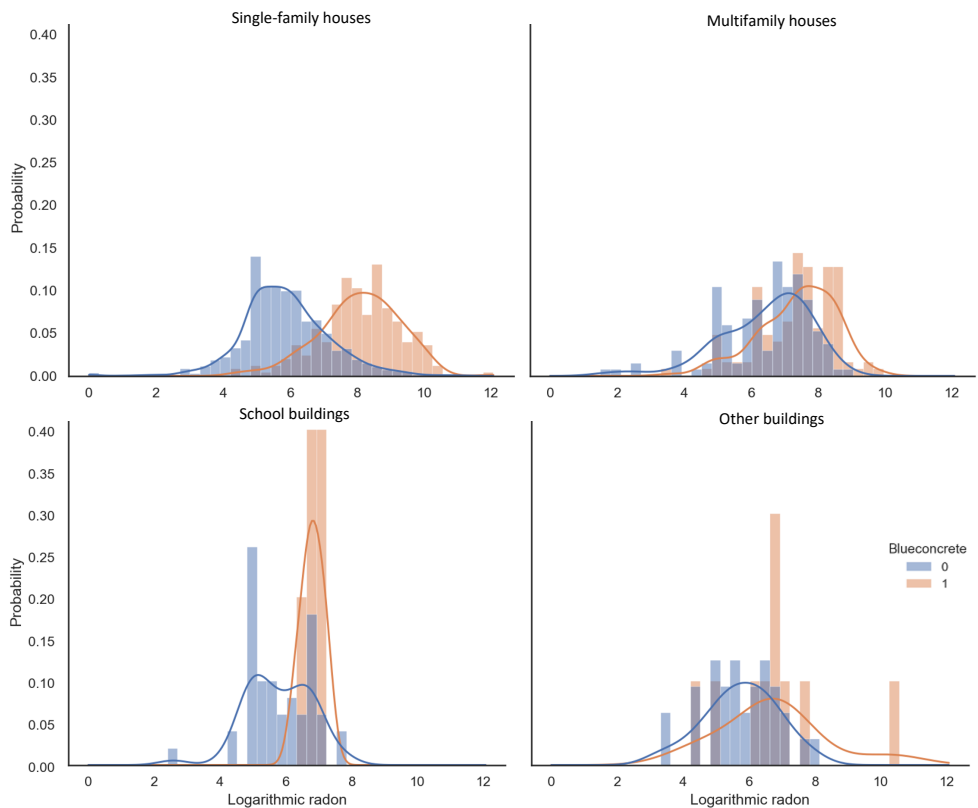 Single-family houses
Multifamily houses
0.40
0.35
0.30
0.25
0.20
0.15
0.10
0.05
0.00
Probability
0 2 4 6 8 10 12
0 2 4 6 8 10 12
School buildings
Other buildings
0.40
0.35
0.30
0.25
0.20
0.15
0.10
0.05
0.00
Probability
0 2 4 6 8 10 12
Logarithmic radon
0 2 4 6 8 10 12
Logarithmic radon
Blueconcrete
0
1